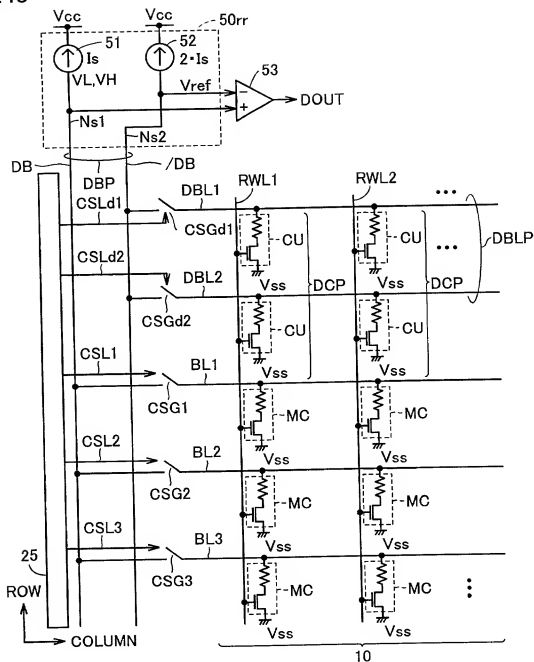 Vcc Vcc 50rr
51 52
Is 2·Is 53
VL,VH Vref − DOUT
+
Ns1 Ns2
DB DBP /DB
RWL1 RWL2
CSLd1 DBL1 ...
CSGd1 CU CU ... DBLP
Vss DCP Vss DCP
CSLd2 DBL2
CSGd2 CU CU
Vss Vss
CSL1 BL1
CSG1 MC MC
Vss Vss
CSL2 BL2
CSG2 MC MC
Vss Vss
CSL3 BL3
25 CSG3 MC MC ...
ROW Vss Vss
COLUMN 10